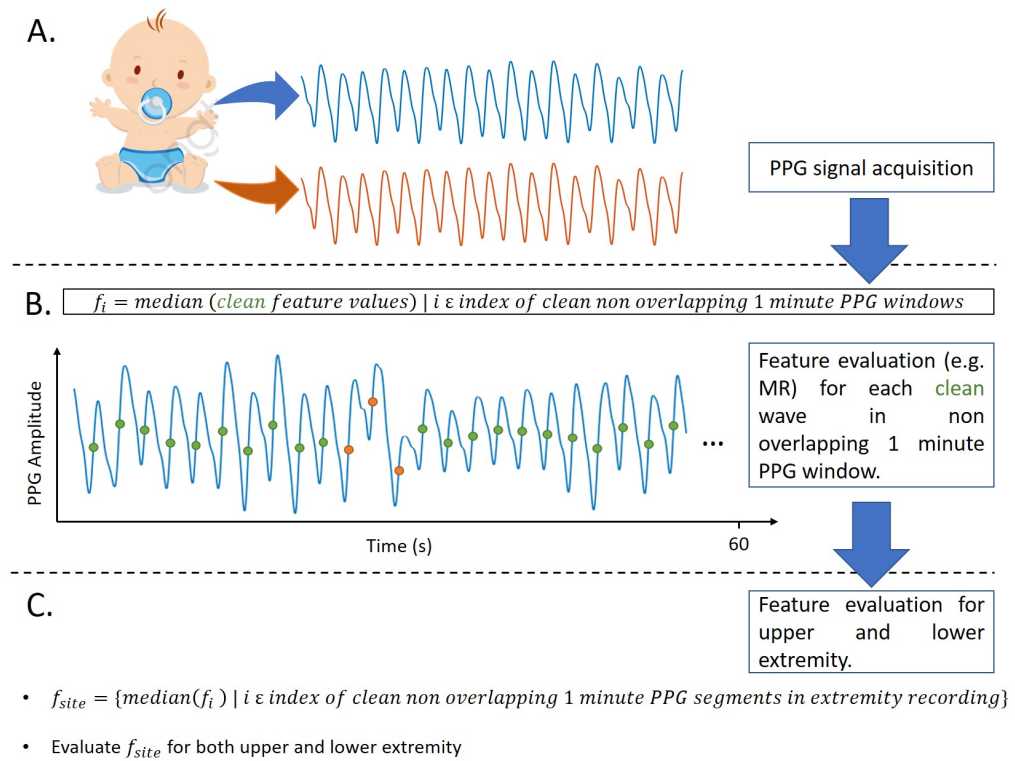 A.
PPG signal acquisition
B.
f_i = median (clean feature values) | i ε index of clean non overlapping 1 minute PPG windows
Feature evaluation (e.g.
MR) for each clean
wave in non
overlapping 1 minute
PPG window.
PPG Amplitude
...
Time (s)
60
C.
Feature evaluation for
upper and lower
extremity.
• f_site = {median(f_i) | i ε index of clean non overlapping 1 minute PPG segments in extremity recording}
• Evaluate f_site for both upper and lower extremity